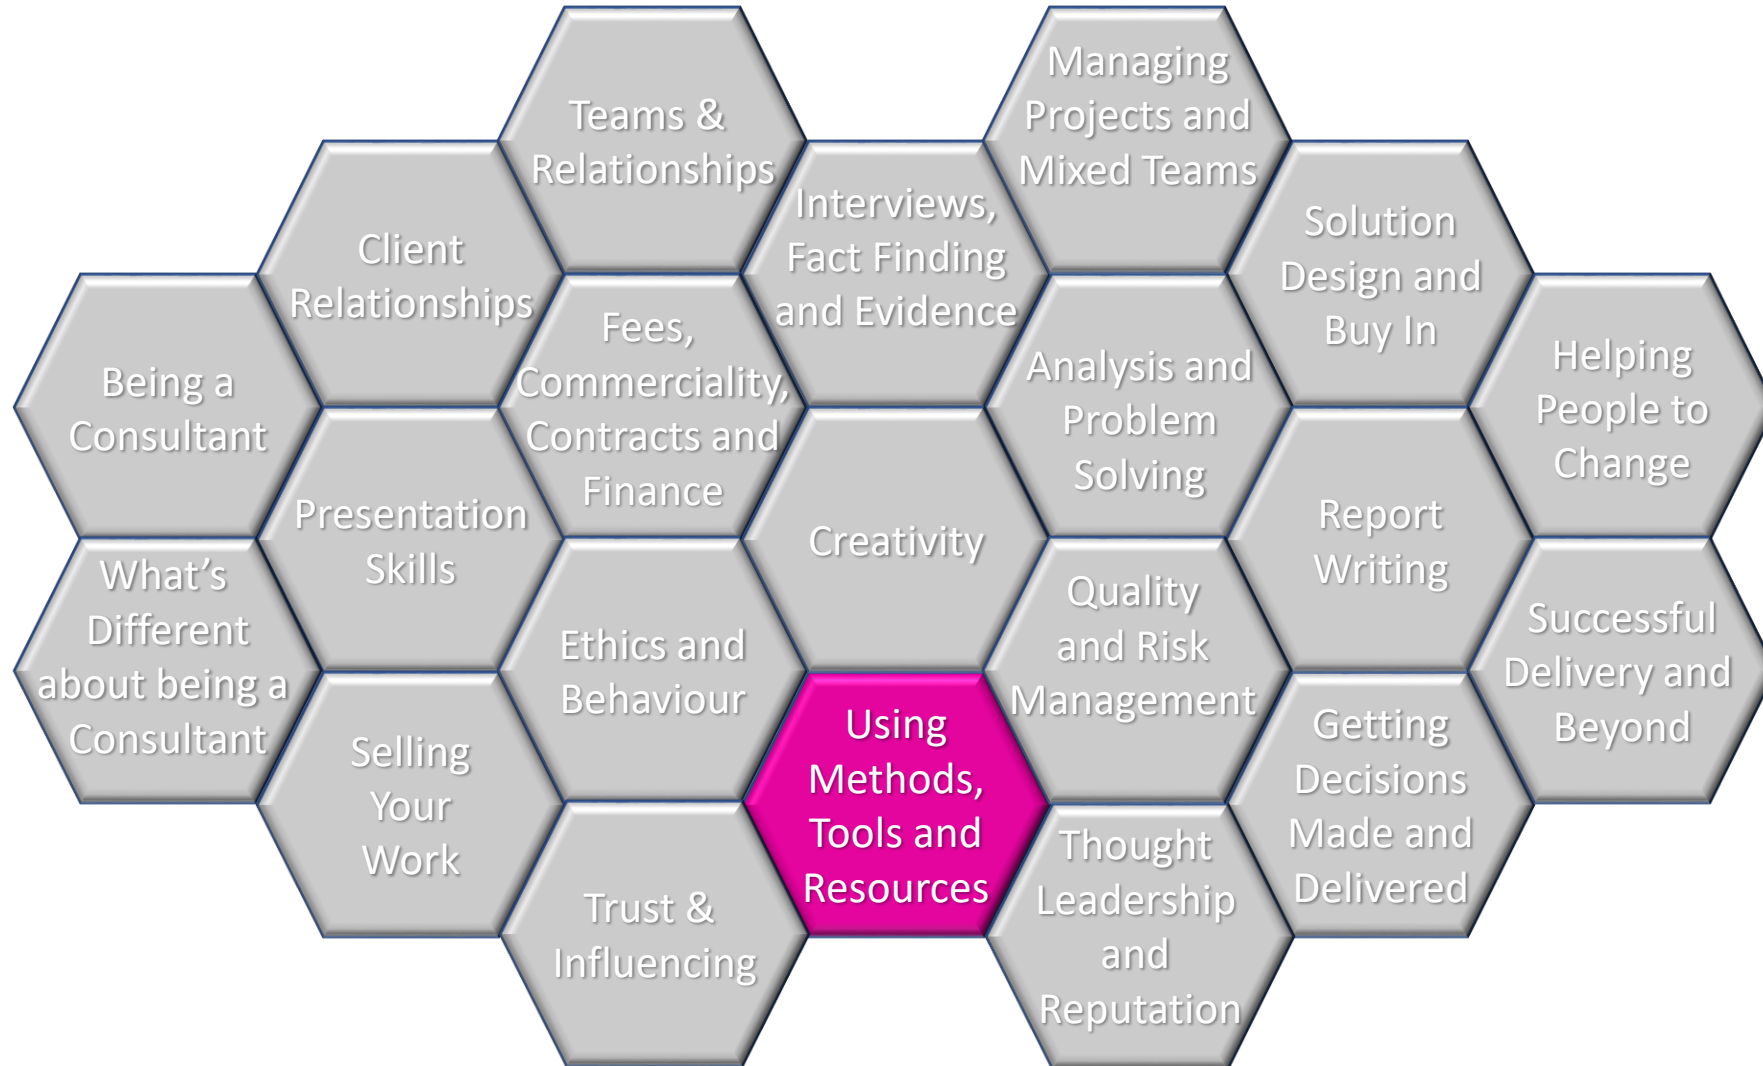 Being a
Consultant
What's
Different
about being a
Consultant
Client
Relationships
Presentation
Skills
Selling
Your
Work
Teams &
Relationships
Fees,
Commerciality,
Contracts and
Finance
Ethics and
Behaviour
Trust &
Influencing
Interviews,
Fact Finding
and Evidence
Creativity
Using
Methods,
Tools and
Resources
Managing
Projects and
Mixed Teams
Analysis and
Problem
Solving
Quality
and Risk
Management
Thought
Leadership
and
Reputation
Solution
Design and
Buy In
Report
Writing
Getting
Decisions
Made and
Delivered
Helping
People to
Change
Successful
Delivery and
Beyond